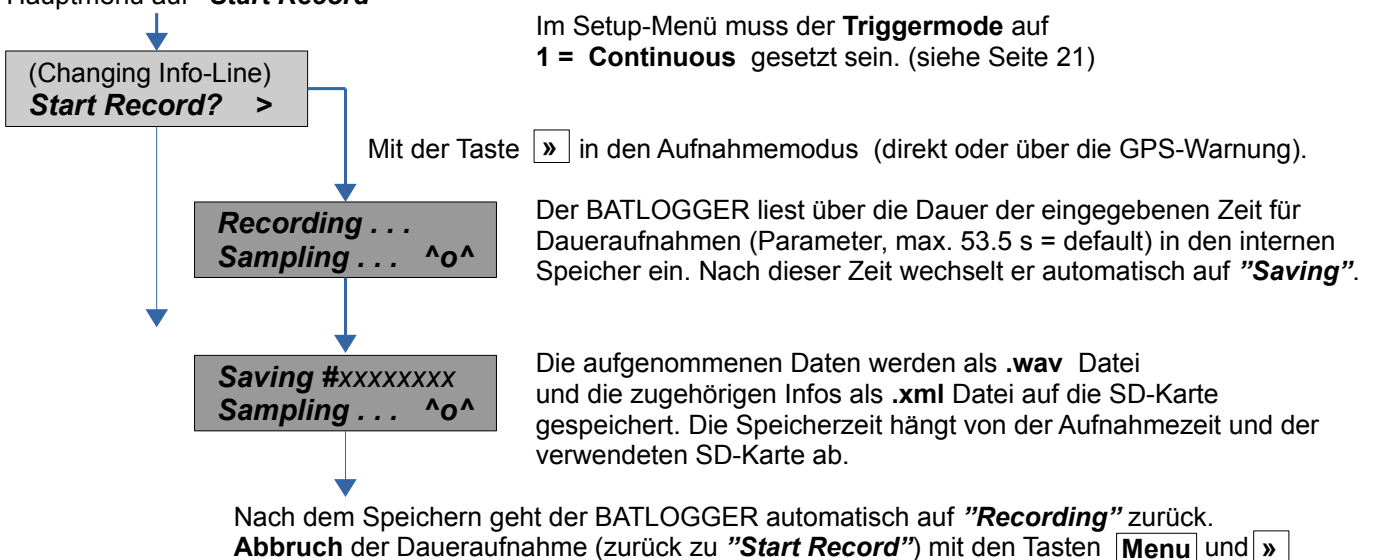 Hauptmenü auf "Start Record"
Im Setup-Menü muss der Triggermode auf
1 = Continuous gesetzt sein. (siehe Seite 21)
(Changing Info-Line)
Start Record? >
Mit der Taste » in den Aufnahmemodus (direkt oder über die GPS-Warnung).
Recording . . .
Sampling . . . ^o^
Der BATLOGGER liest über die Dauer der eingegebenen Zeit für
Daueraufnahmen (Parameter, max. 53.5 s = default) in den internen
Speicher ein. Nach dieser Zeit wechselt er automatisch auf ”Saving”.
Saving #xxxxxxxx
Sampling . . . ^o^
Die aufgenommenen Daten werden als .wav Datei
und die zugehörigen Infos als .xml Datei auf die SD-Karte
gespeichert. Die Speicherzeit hängt von der Aufnahmezeit und der
verwendeten SD-Karte ab.
Nach dem Speichern geht der BATLOGGER automatisch auf ”Recording” zurück.
Abbruch der Daueraufnahme (zurück zu ”Start Record”) mit den Tasten Menu und »